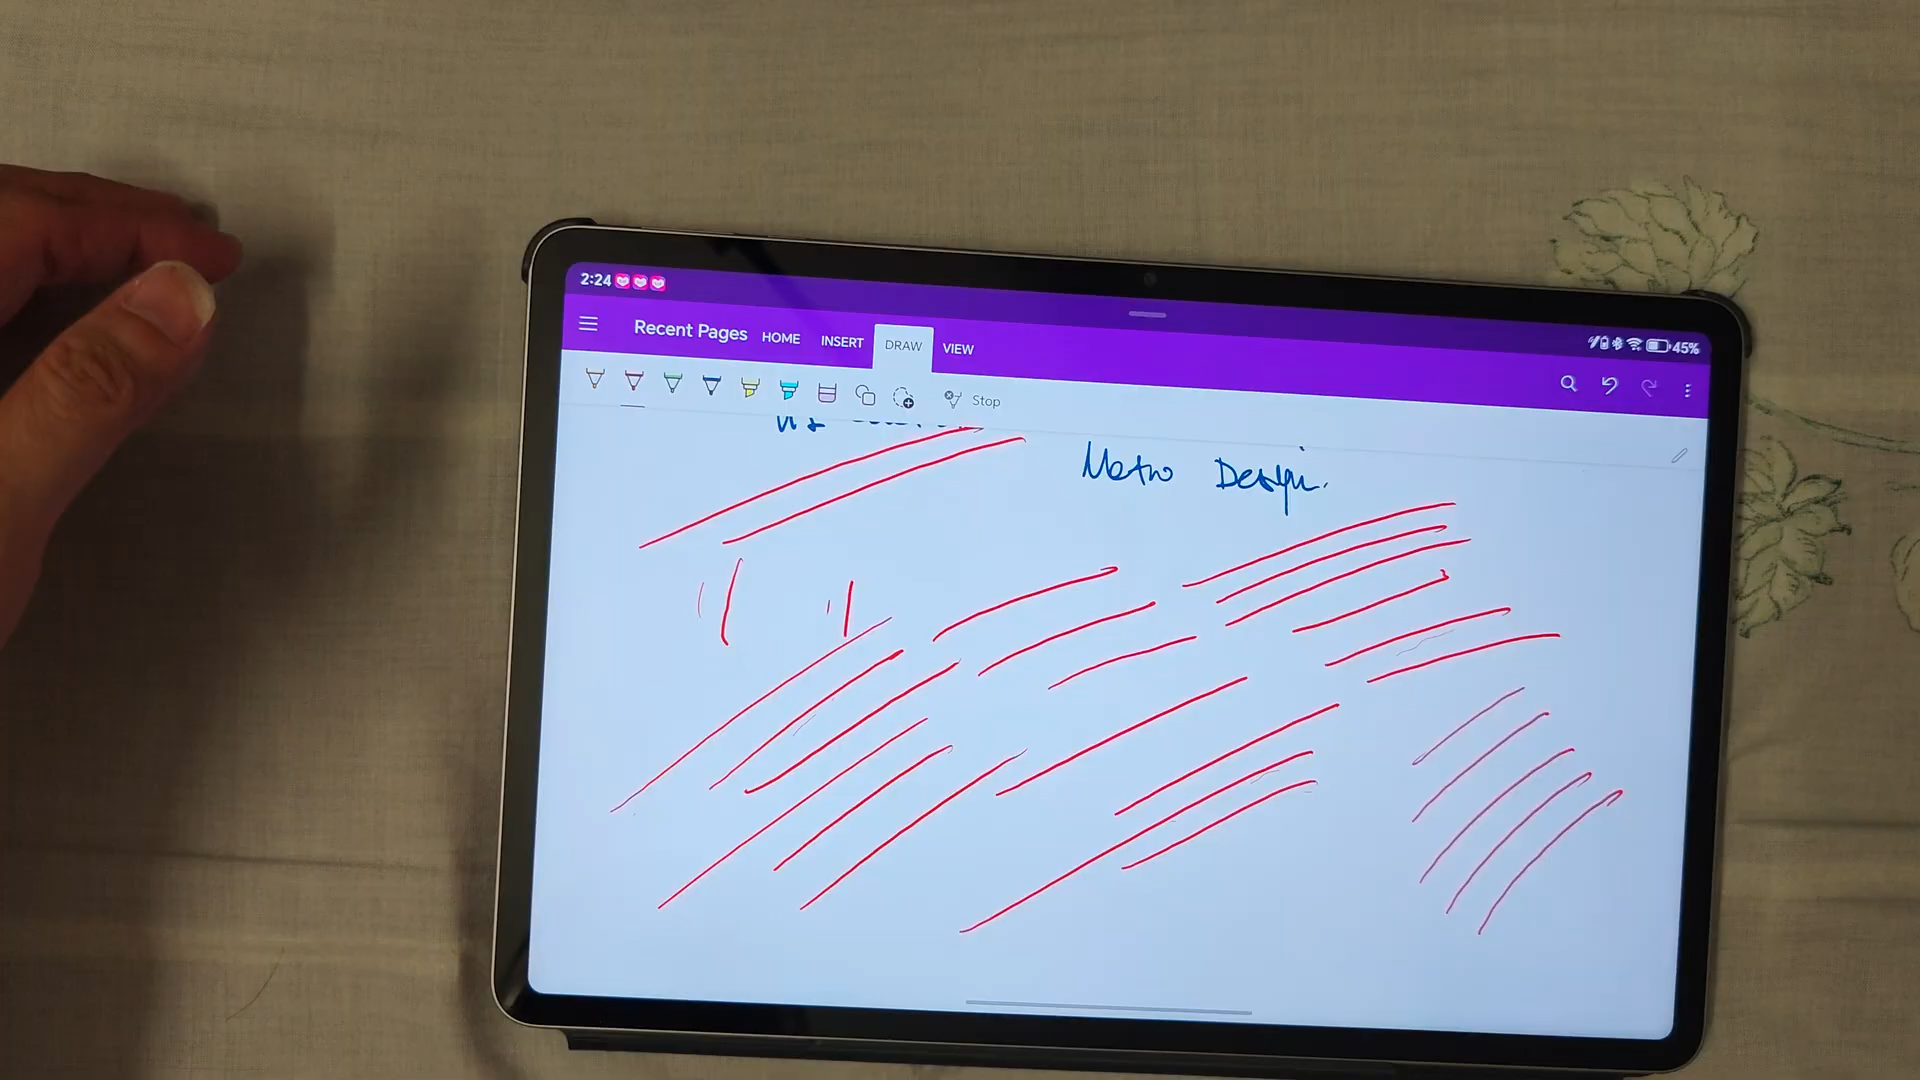 2:24
45%
Recent Pages HOME INSERT DRAW VIEW
Stop
Metro Design.